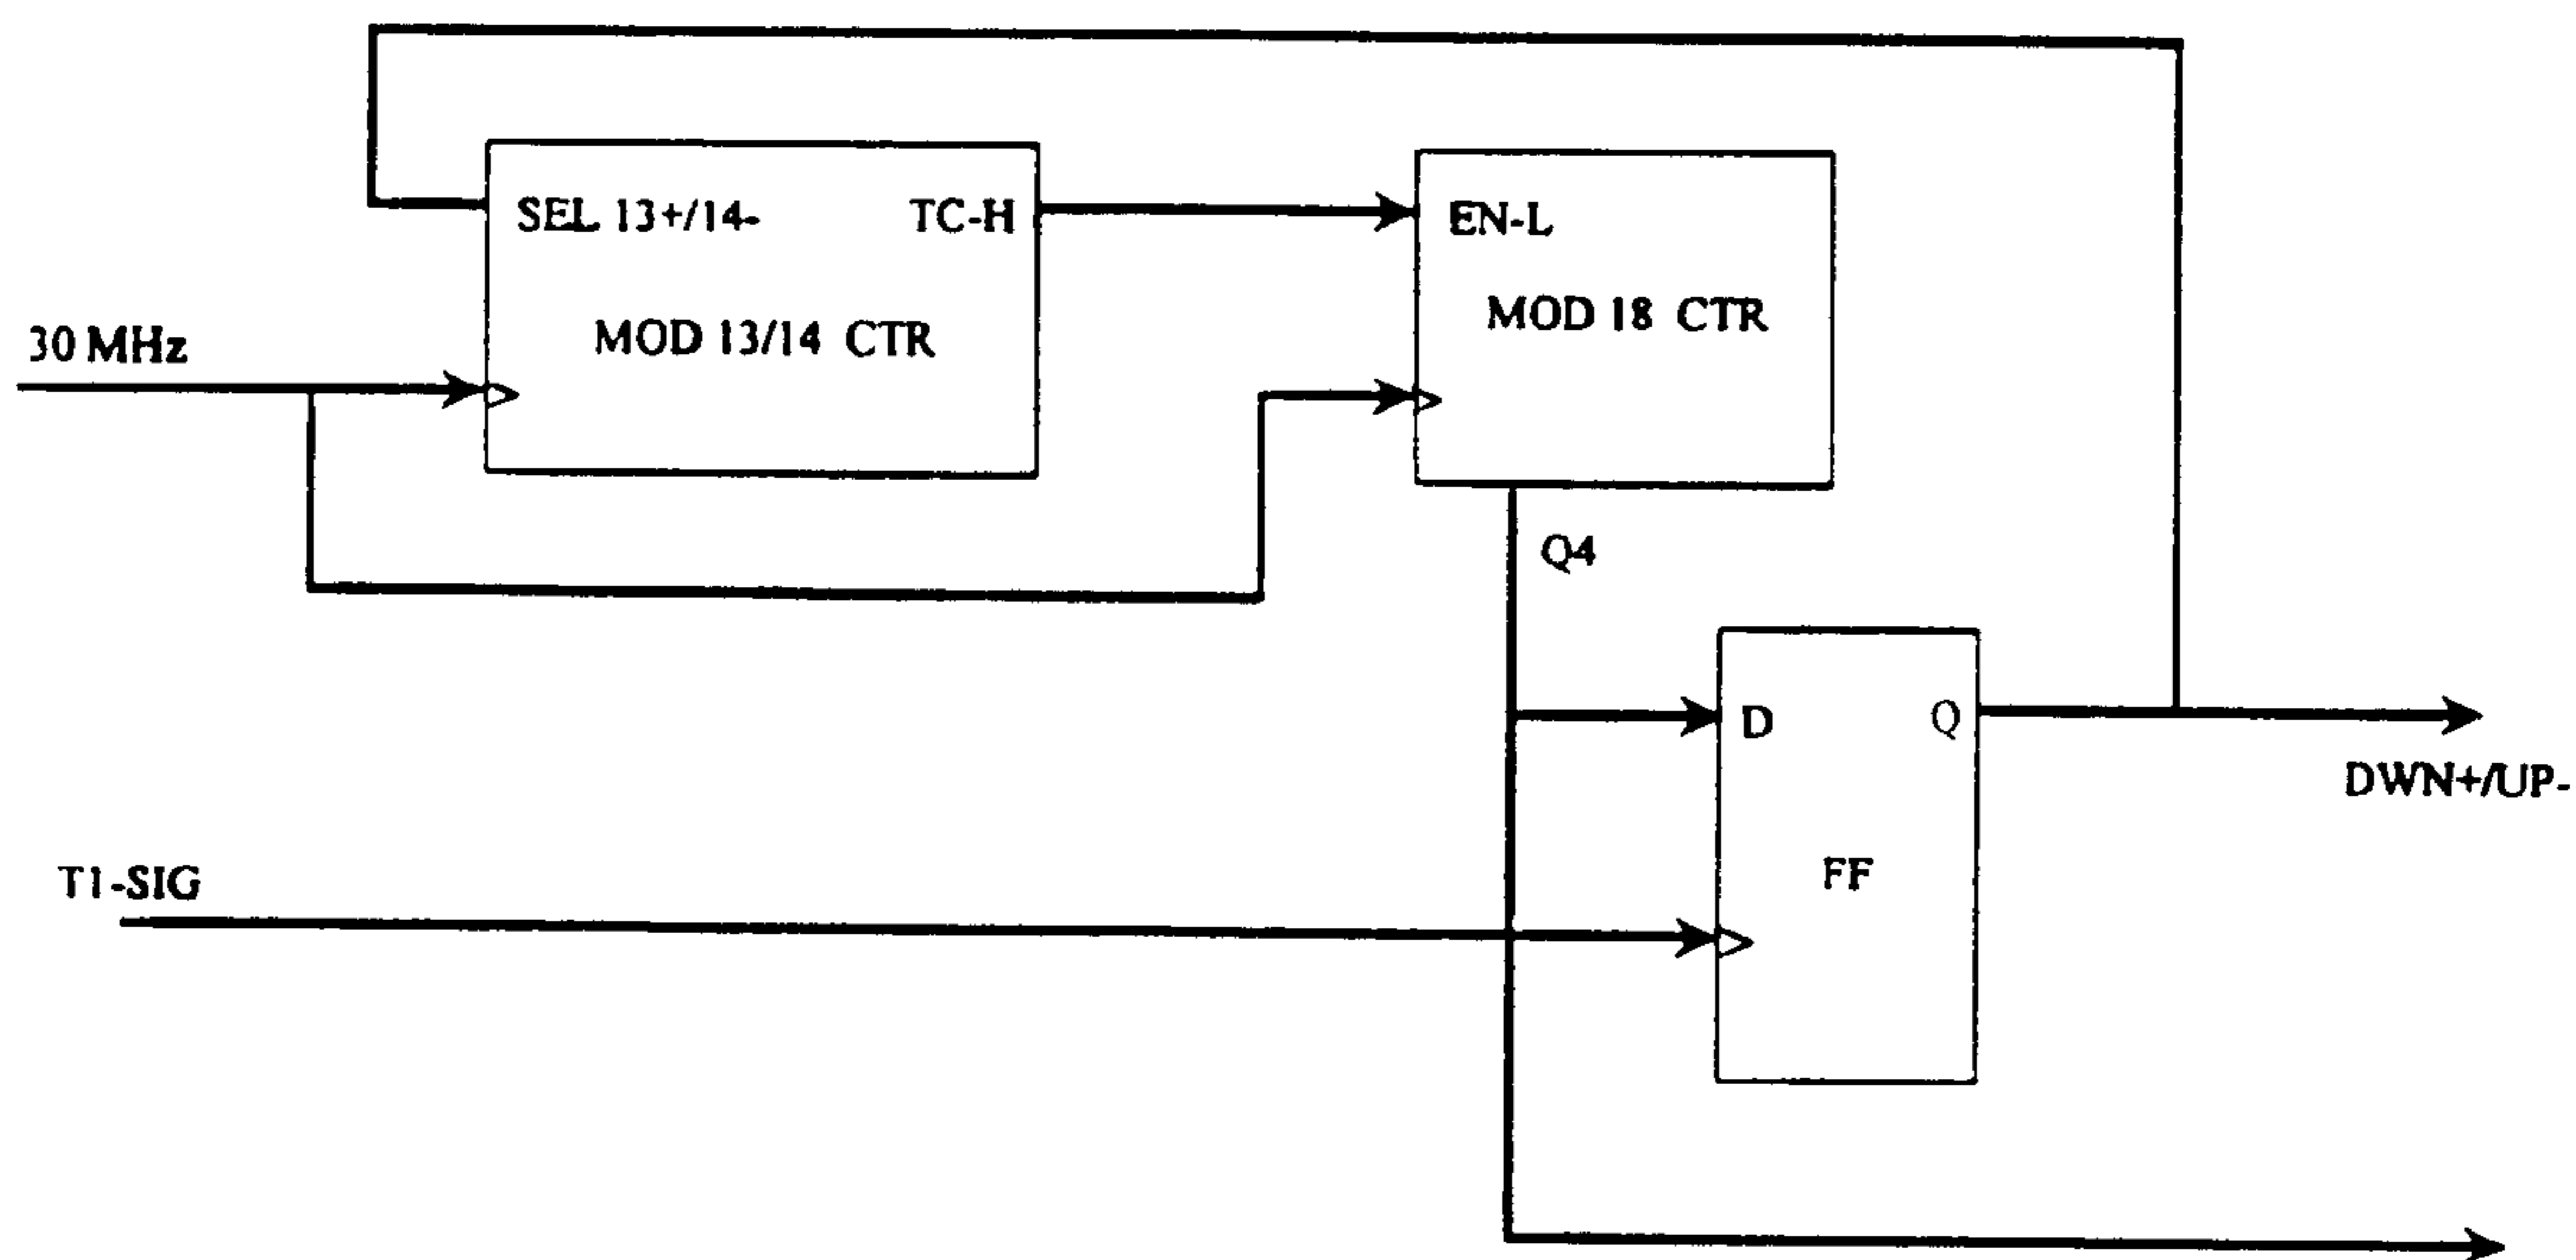 SEL 13+/14-
TC-H
EN-L
MOD 18 CTR
MOD 13/14 CTR
30 MHz
Q4
D
Q
DWN+/UP-
FF
T1-SIG